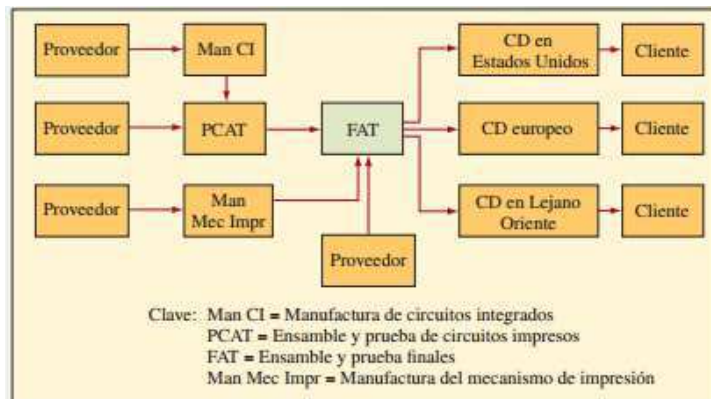 Proveedor
Man CI
CD en
Estados Unidos
Cliente
Proveedor
PCAT
FAT
CD europeo
Cliente
Proveedor
Man
Mec Impr
CD en Lejano
Oriente
Cliente
Proveedor
Clave: Man CI = Manufactura de circuitos integrados
PCAT = Ensamble y prueba de circuitos impresos
FAT = Ensamble y prueba finales
Man Mec Impr = Manufactura del mecanismo de impresión